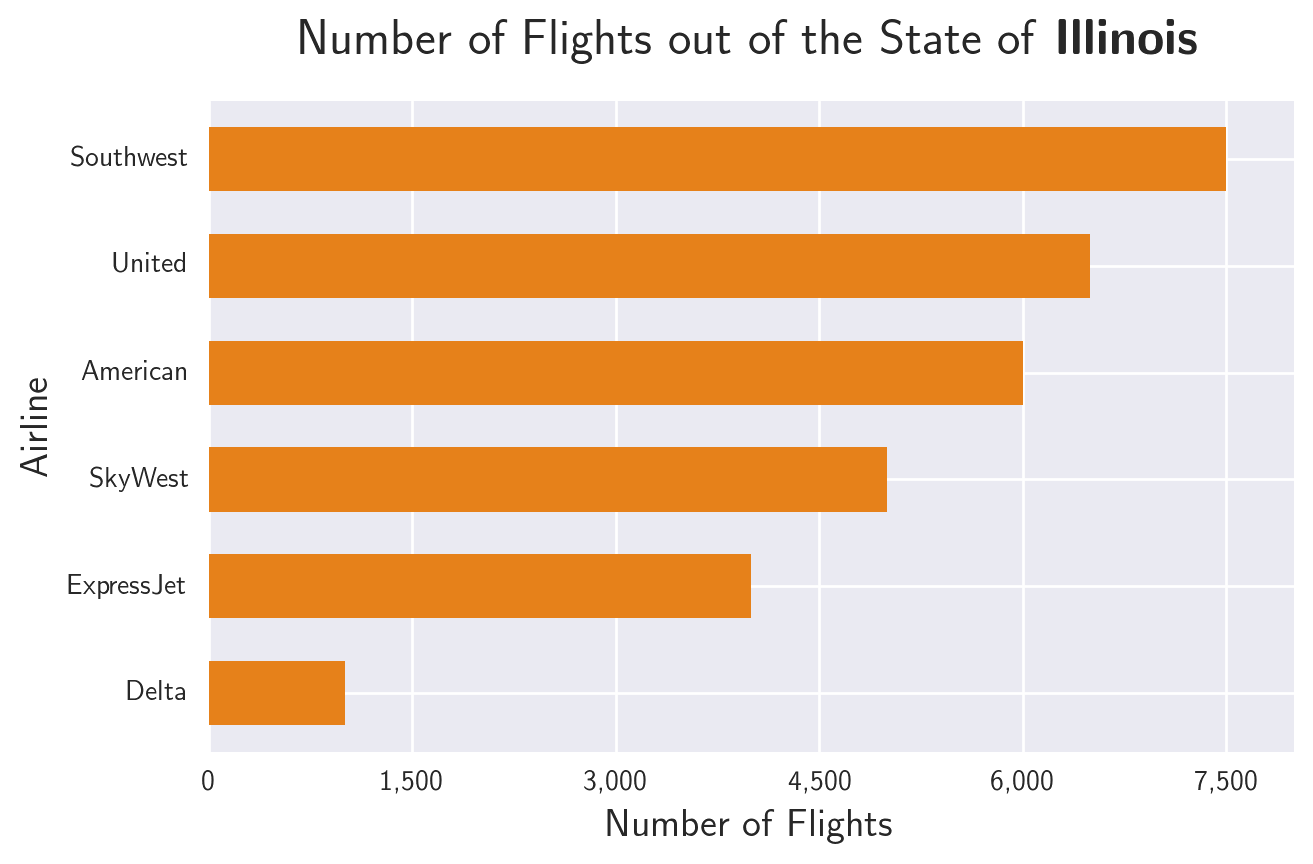 Number of Flights out of the State of Illinois
Southwest
United
American
SkyWest
ExpressJet
Delta
Airline
0 1,500 3,000 4,500 6,000 7,500
Number of Flights